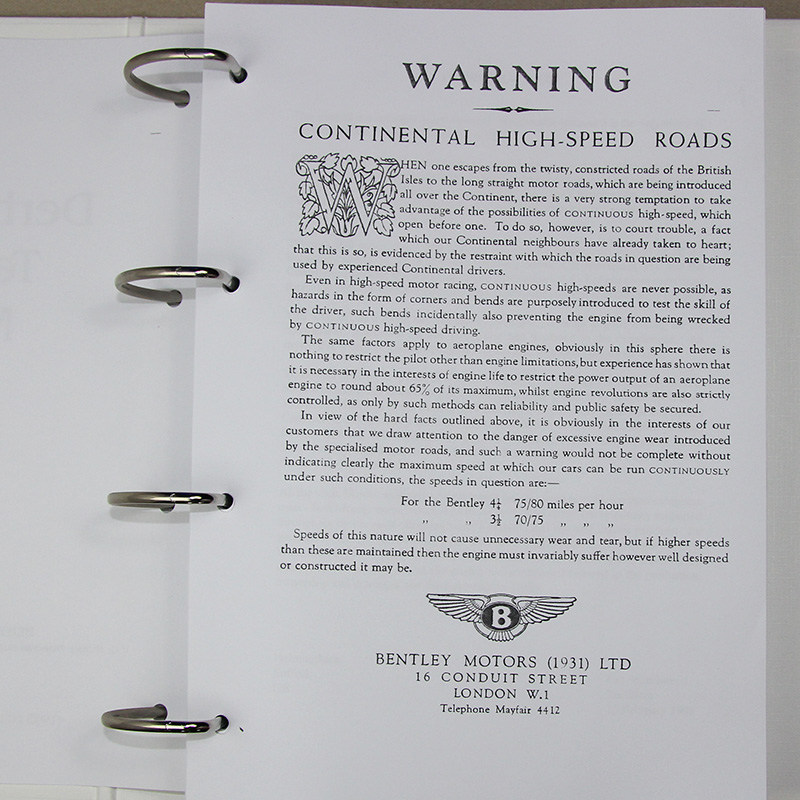 WARNING
CONTINENTAL HIGH-SPEED ROADS
WHEN one escapes from the twisty, constricted roads of the British
Isles to the long straight motor roads, which are being introduced
all over the Continent, there is a very strong temptation to take
advantage of the possibilities of CONTINUOUS high-speed, which
open before one. To do so, however, is to court trouble, a fact
which our Continental neighbours have already taken to heart;
that this is so, is evidenced by the restraint with which the roads in question are being
used by experienced Continental drivers.
Even in high-speed motor racing, CONTINUOUS high-speeds are never possible, as
hazards in the form of corners and bends are purposely introduced to test the skill of
the driver, such bends incidentally also preventing the engine from being wrecked
by CONTINUOUS high-speed driving.
The same factors apply to aeroplane engines, obviously in this sphere there is
nothing to restrict the pilot other than engine limitations, but experience has shown that
it is necessary in the interests of engine life to restrict the power output of an aeroplane
engine to round about 65% of its maximum, whilst engine revolutions are also strictly
controlled, as only by such methods can reliability and public safety be secured.
In view of the hard facts outlined above, it is obviously in the interests of our
customers that we draw attention to the danger of excessive engine wear introduced
by the specialised motor roads, and such a warning would not be complete without
indicating clearly the maximum speed at which our cars can be run CONTINUOUSLY
under such conditions, the speeds in question are:—
For the Bentley 4¼ 75/80 miles per hour
„ „ 3½ 70/75 „ „ „
Speeds of this nature will not cause unnecessary wear and tear, but if higher speeds
than these are maintained then the engine must invariably suffer however well designed
or constructed it may be.
B
BENTLEY MOTORS (1931) LTD
16 CONDUIT STREET
LONDON W.1
Telephone Mayfair 4412